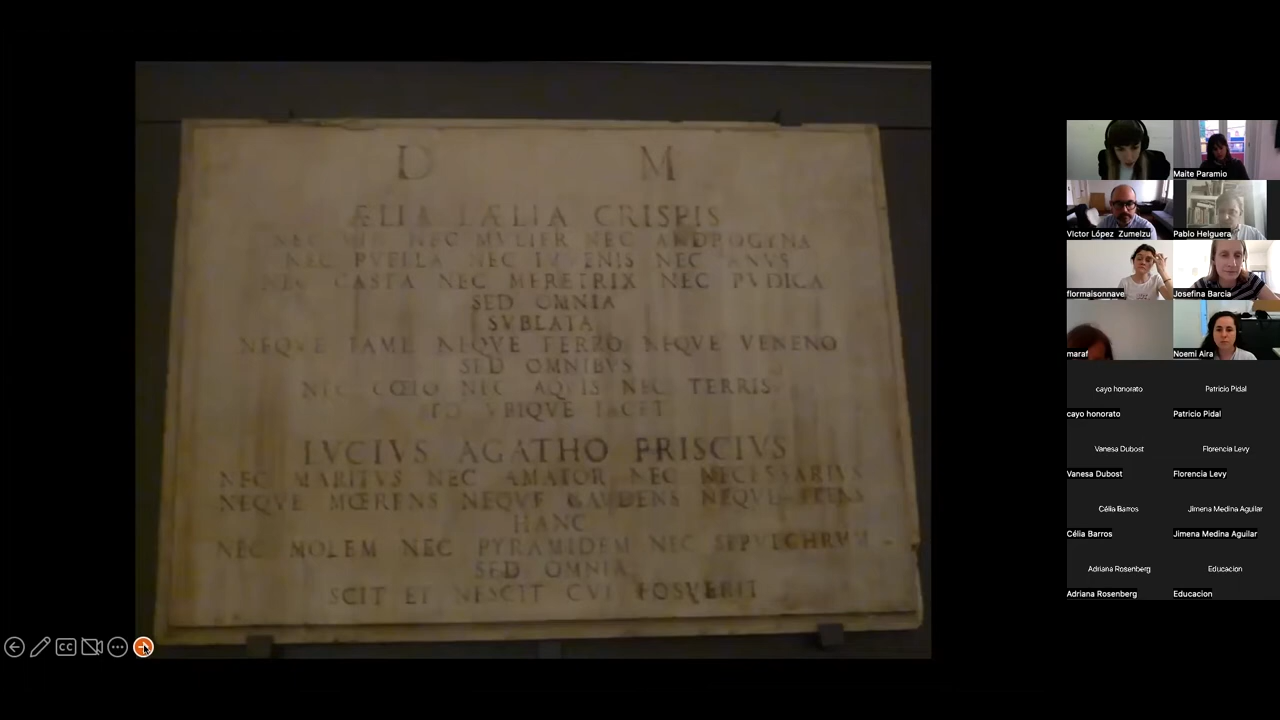 D M
ÆLIA LÆLIA CRISPIS
NEC VIR NEC MVLIER NEC ANDROGYNA
NEC PVELLA NEC IVVENIS NEC ANVS
NEC CASTA NEC MERETRIX NEC PVDICA
SED OMNIA
SVBLATA
NEQVE FAME NEQVE FERRO NEQVE VENENO
SED OMNIBVS
NEC CŒLO NEC AQVIS NEC TERRIS
VBIQVE IACET
LVCIVS AGATHO PRISCIVS
NEC MARITVS NEC AMATOR NEC NECESSARIVS
NEQVE MŒRENS NEQVE GAVDENS NEQVE FLENS
HANC
NEC MOLEM NEC PYRAMIDEM NEC SEPVLCHRVM
SED OMNIA
SCIT ET NESCIT CVI POSVERIT
Maite Paramio
Victor López Zumelzu
Pablo Helguera
flormaisonnave
Josefina Barcia
maraf
Noemi Aira
cayo honorato
Patricio Pidal
cayo honorato
Patricio Pidal
Vanesa Dubost
Florencia Levy
Vanesa Dubost
Florencia Levy
Célia Barros
Jimena Medina Aguilar
Célia Barros
Jimena Medina Aguilar
Adriana Rosenberg
Educacion
Adriana Rosenberg
Educacion
CC